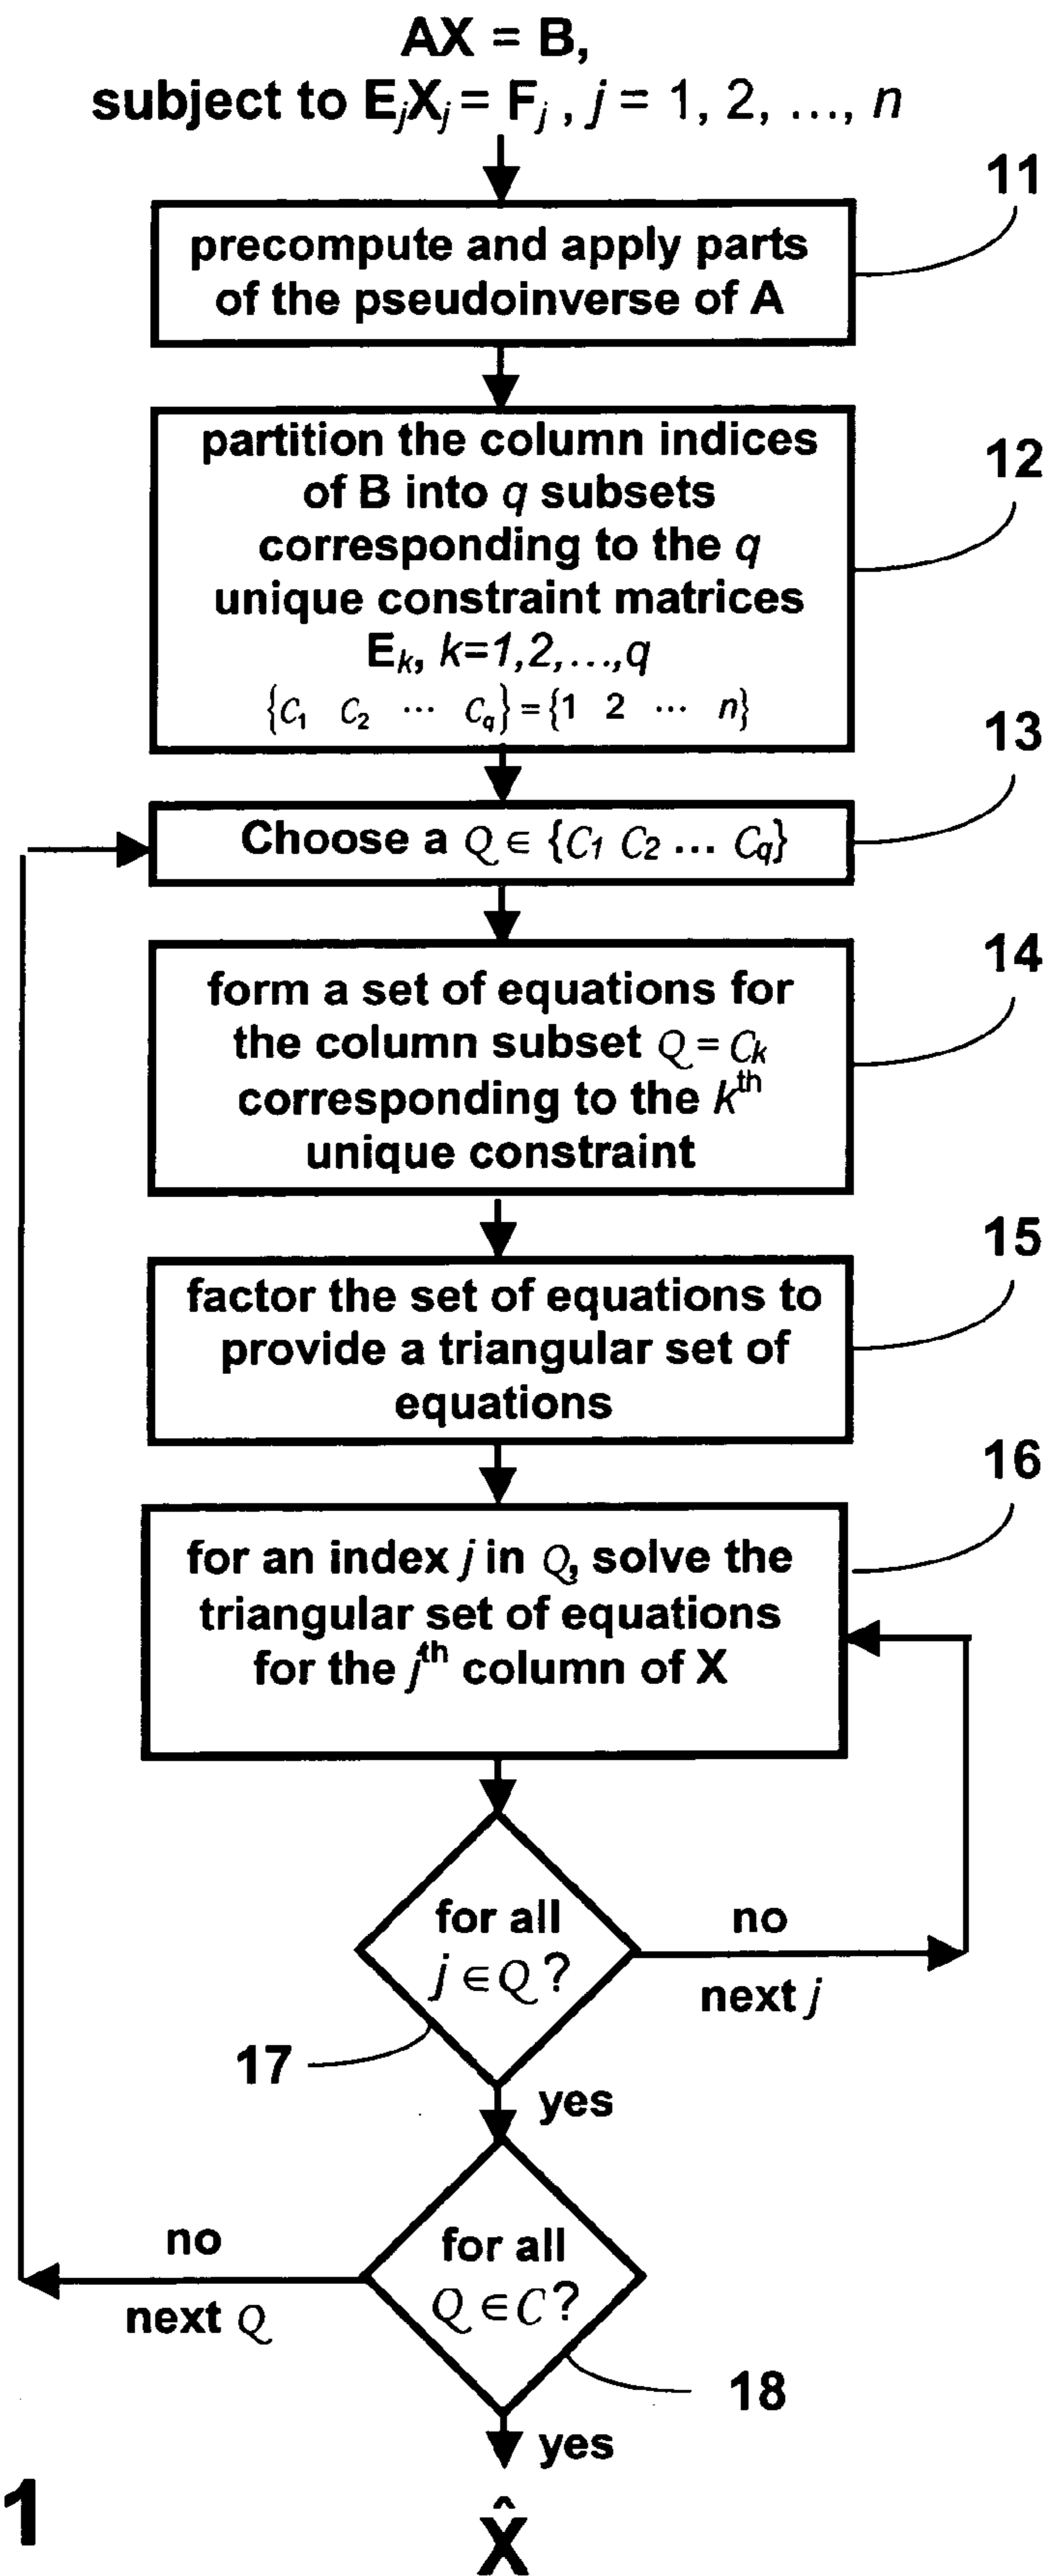 AX = B,
subject to EⱼXⱼ = Fⱼ , j = 1, 2, ..., n
11
precompute and apply parts
of the pseudoinverse of A
12
partition the column indices
of B into q subsets
corresponding to the q
unique constraint matrices
Eₖ, k=1,2,...,q
{C₁ C₂ ⋯ C_q} = {1 2 ⋯ n}
13
Choose a Q ∈ {C₁ C₂ ... C_q}
14
form a set of equations for
the column subset Q = Cₖ
corresponding to the kᵗʰ
unique constraint
15
factor the set of equations to
provide a triangular set of
equations
16
for an index j in Q, solve the
triangular set of equations
for the jᵗʰ column of X
for all
j ∈ Q ?
no
next j
17
yes
for all
Q ∈ C ?
no
next Q
18
yes
X̂
1